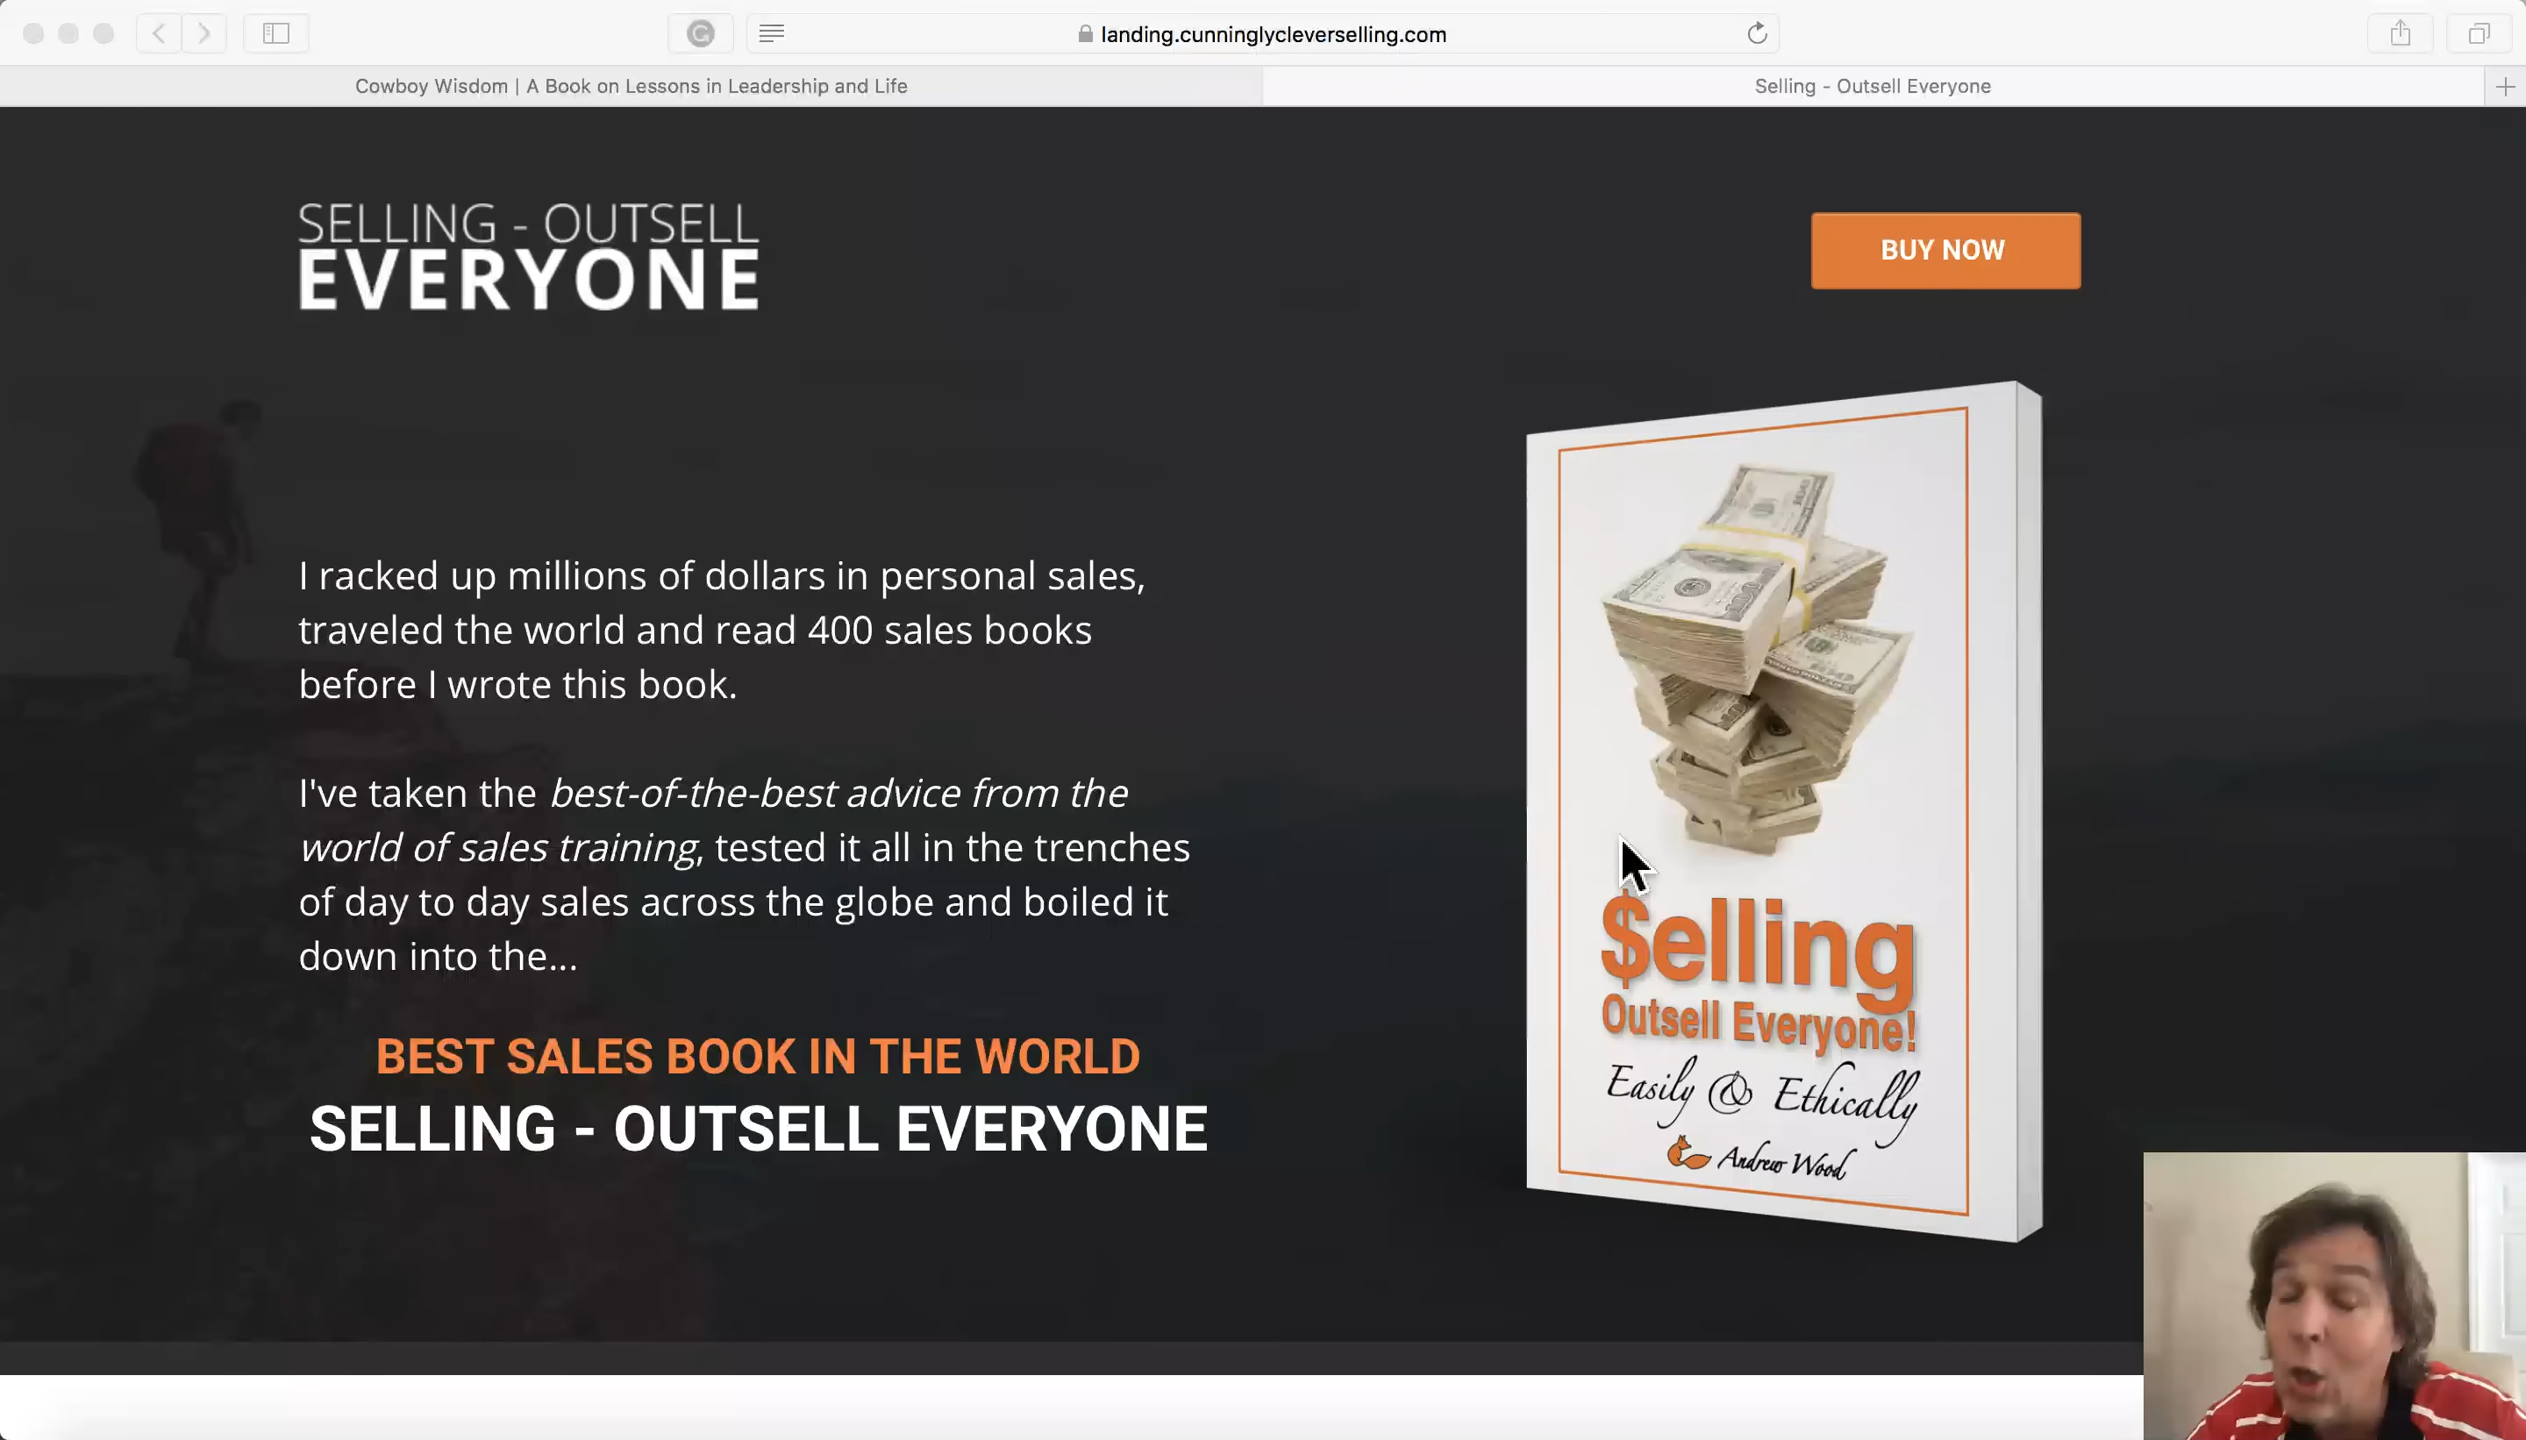 landing.cunninglycleverselling.com
Cowboy Wisdom | A Book on Lessons in Leadership and Life
Selling - Outsell Everyone
SELLING - OUTSELL
EVERYONE
BUY NOW
I racked up millions of dollars in personal sales,
traveled the world and read 400 sales books
before I wrote this book.
I've taken the best-of-the-best advice from the
world of sales training, tested it all in the trenches
of day to day sales across the globe and boiled it
down into the...
BEST SALES BOOK IN THE WORLD
SELLING - OUTSELL EVERYONE
$elling
Outsell Everyone!
Easily & Ethically
Andrew Wood